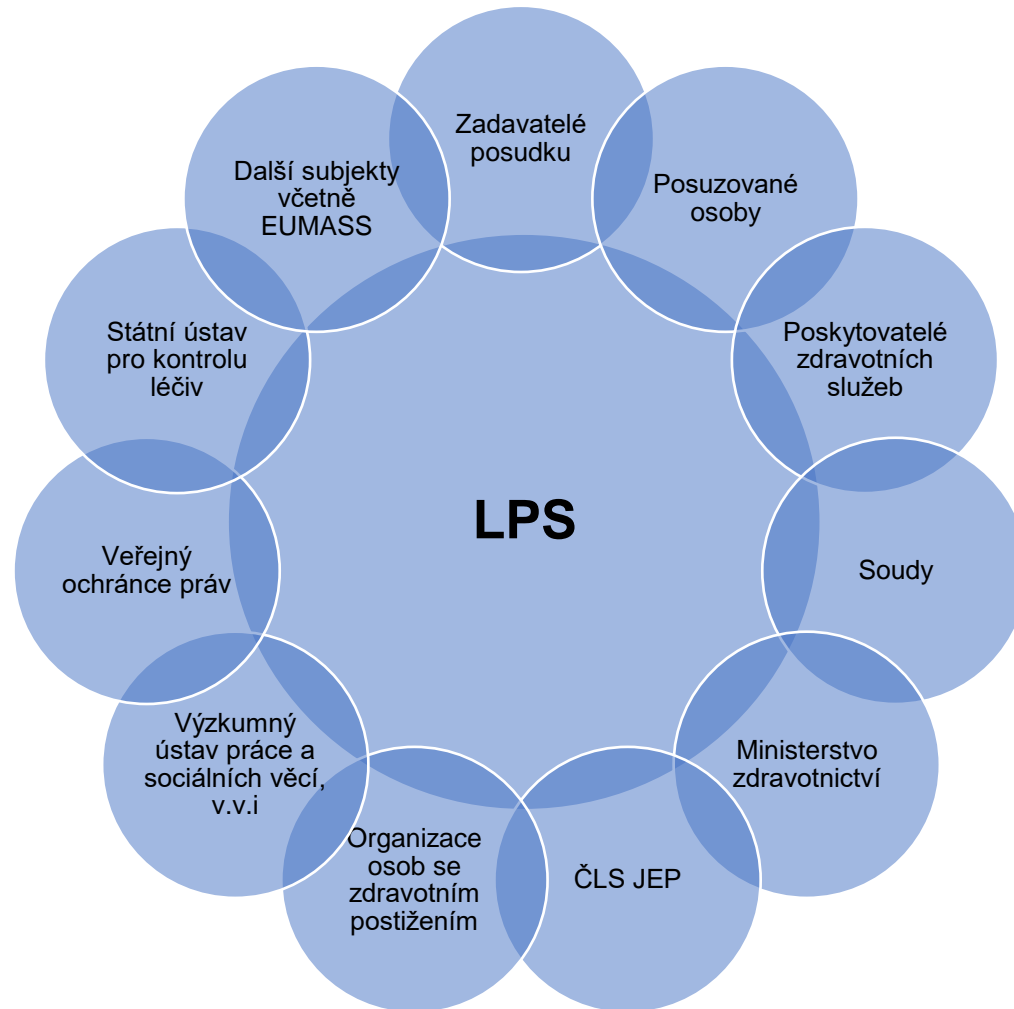 Zadavatelé
posudku
Posuzované
osoby
Poskytovatelé
zdravotních
služeb
Soudy
Ministerstvo
zdravotnictví
ČLS JEP
Organizace
osob se
zdravotním
postižením
Výzkumný
ústav práce a
sociálních věcí,
v.v.i
Veřejný
ochránce práv
Státní ústav
pro kontrolu
léčiv
Další subjekty
včetně
EUMASS
LPS